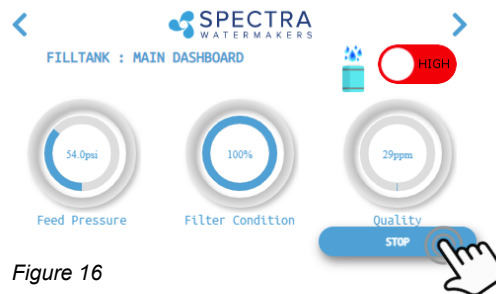 SPECTRA
WATERMAKERS
FILLTANK : MAIN DASHBOARD
HIGH
54.0psi
100%
29ppm
Feed Pressure
Filter Condition
Quality
STOP
Figure 16